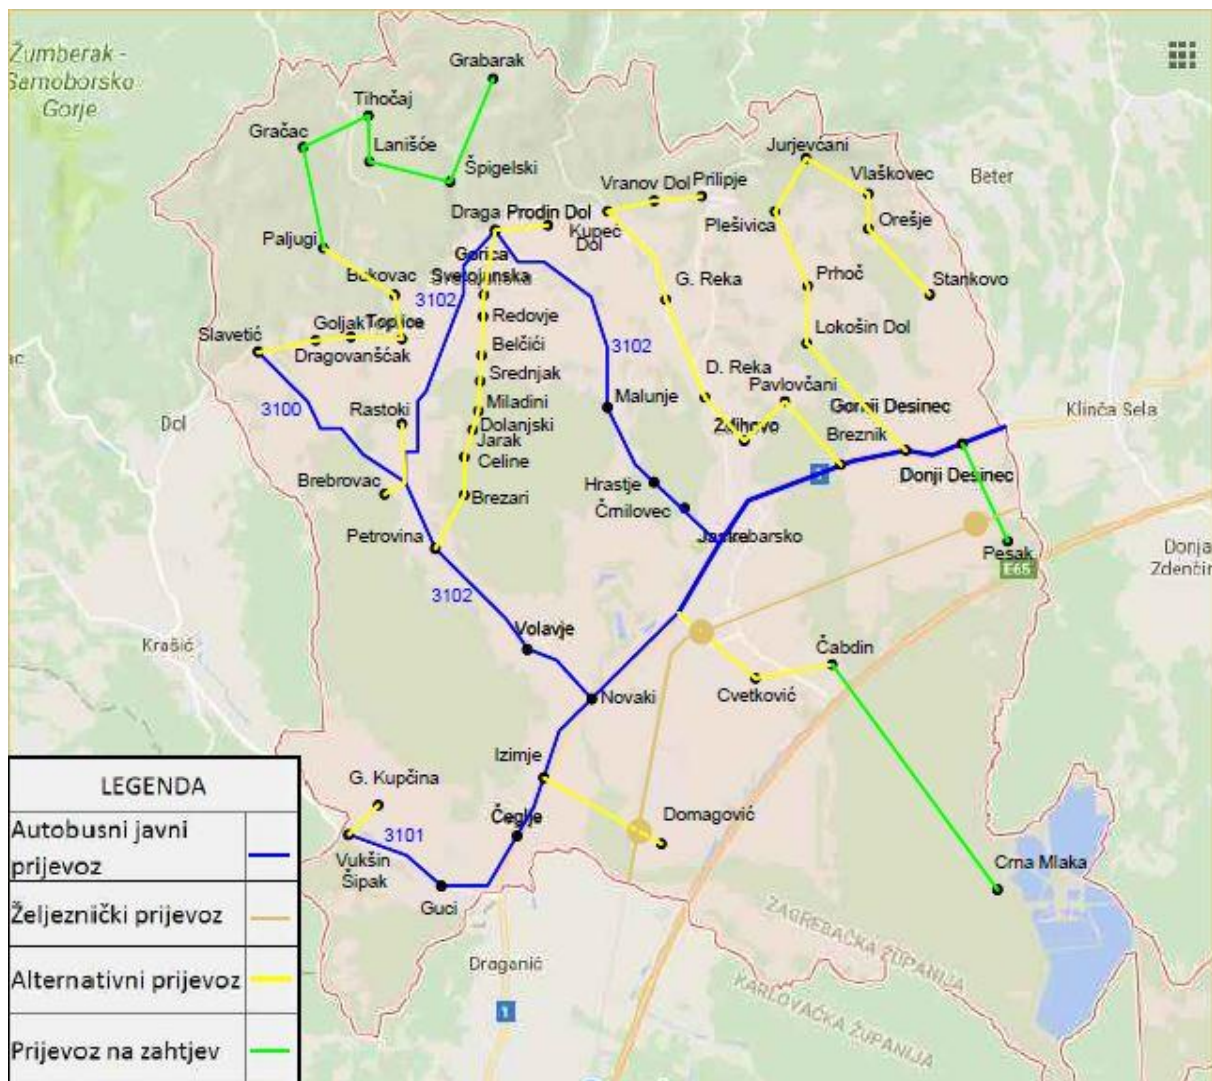 Žumberak -
Samoborsko
Gorje
Grabarak
Tihočaj
Gračac
Lanišće
Špigelski
Jurjevćani
Vlaškovec
Beter
Vranov Dol
Prilipje
Draga
Prodin Dol
Kupeć
Dol
Plešivica
Orešje
Paljugi
Gorica
Svetojanska
Bukovac
3102
G. Reka
Prhoč
Stankovo
Redovje
Slavetić
Goljak
Toplice
Dragovanšćak
Belčići
3102
Lokošin Dol
Srednjak
D. Reka
Pavlovčani
3100
Rastoki
Miladini
Malunje
Gornji Desinec
Klinča Sela
Dol
Dolanjski
Jarak
Zdihovo
Breznik
Celine
Brebrovac
Brezari
Hrastje
Donji Desinec
Črnilovec
Petrovina
Jastrebarsko
Pesak
E65
Donja
Zdenčin
3102
Krašić
Volavje
Čabdin
Novaki
Cvetković
Izimje
G. Kupčina
Čeglje
Domagović
3101
Vukšin
Šipak
Guci
Crna Mlaka
Draganić
1
ZAGREBAČKA ŽUPANIJA
KARLOVAČKA ŽUPANIJA
LEGENDA
Autobusni javni
prijevoz
Željeznički prijevoz
Alternativni prijevoz
Prijevoz na zahtjev